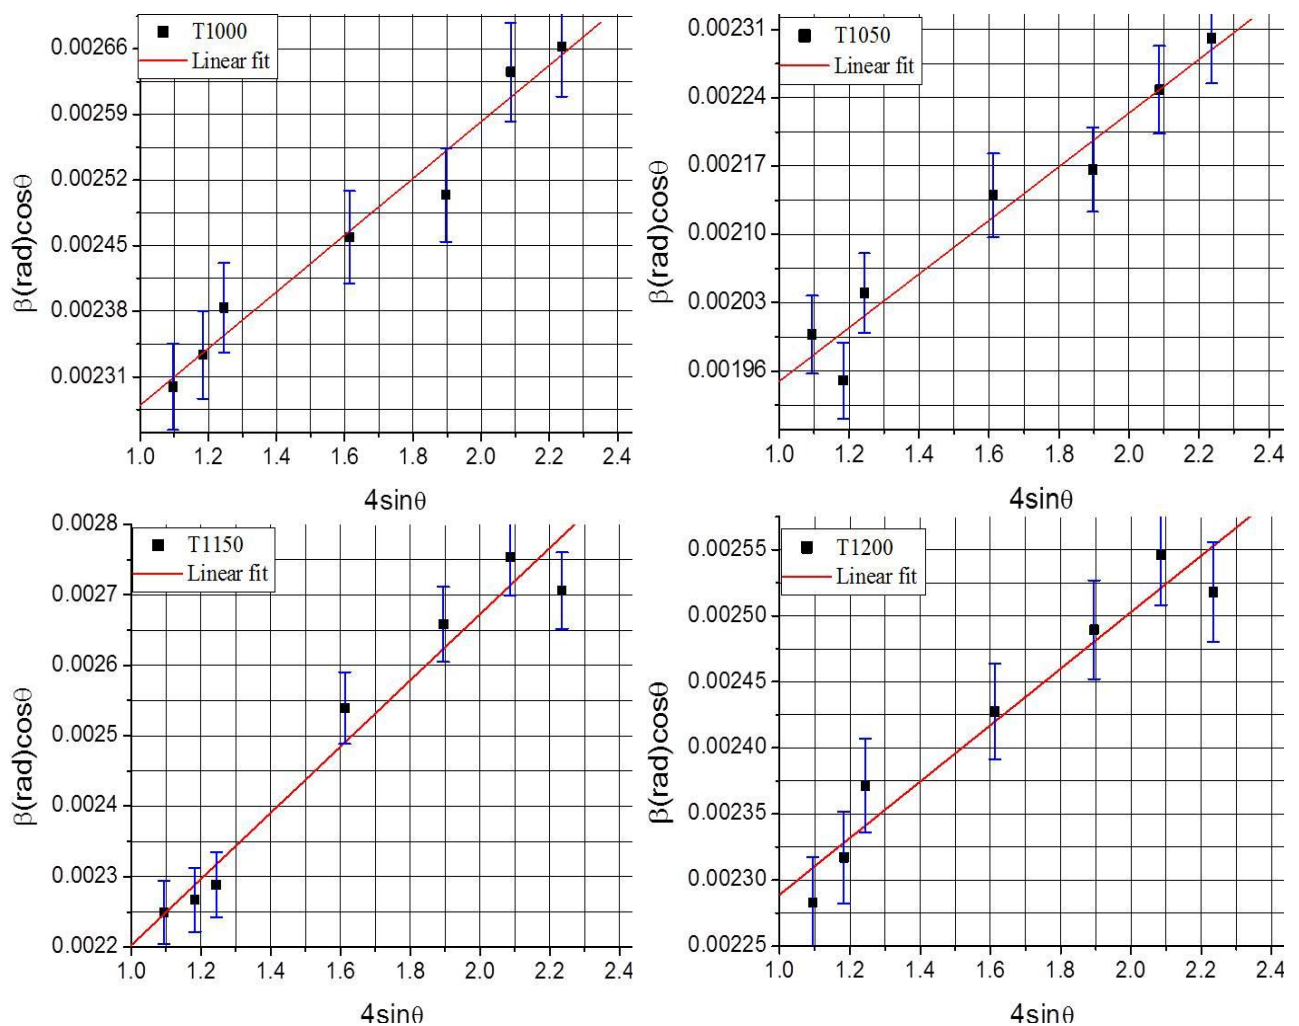 T1000
Linear fit
0.00266
0.00259
0.00252
0.00245
0.00238
0.00231
β(rad)cosθ
1.0 1.2 1.4 1.6 1.8 2.0 2.2 2.4
4sinθ
T1050
Linear fit
0.00231
0.00224
0.00217
0.00210
0.00203
0.00196
β(rad)cosθ
1.0 1.2 1.4 1.6 1.8 2.0 2.2 2.4
4sinθ
T1150
Linear fit
0.0028
0.0027
0.0026
0.0025
0.0024
0.0023
0.0022
β(rad)cosθ
1.0 1.2 1.4 1.6 1.8 2.0 2.2 2.4
4sinθ
T1200
Linear fit
0.00255
0.00250
0.00245
0.00240
0.00235
0.00230
0.00225
β(rad)cosθ
1.0 1.2 1.4 1.6 1.8 2.0 2.2 2.4
4sinθ